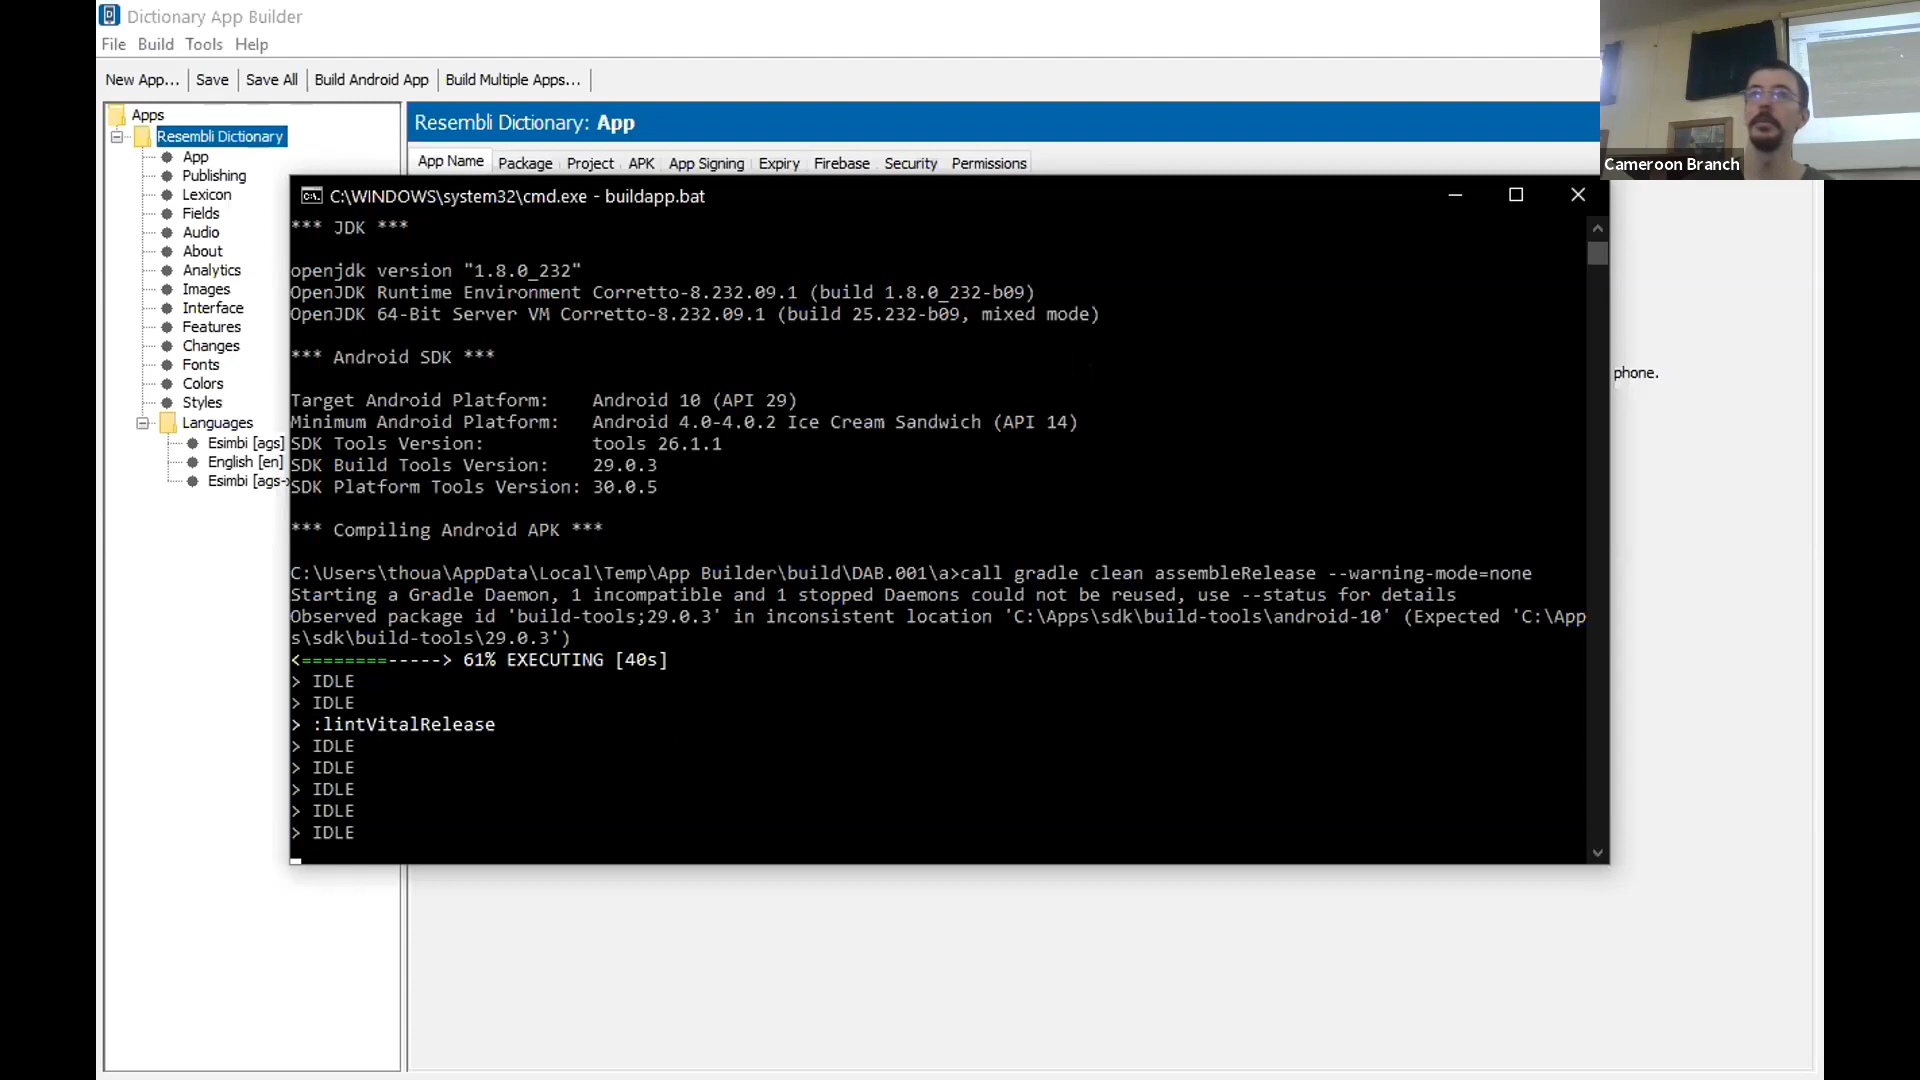 Dictionary App Builder
File Build Tools Help
New App... Save Save All Build Android App Build Multiple Apps...
Apps
Resembli Dictionary
App
Publishing
Lexicon
Fields
Audio
About
Analytics
Images
Interface
Features
Changes
Fonts
Colors
Styles
Languages
Esimbi [ags]
English [en]
Esimbi [ags-x
Resembli Dictionary: App
App Name Package Project APK App Signing Expiry Firebase Security Permissions
phone.
Cameroon Branch
C:\WINDOWS\system32\cmd.exe - buildapp.bat
*** JDK ***
openjdk version "1.8.0_232"
OpenJDK Runtime Environment Corretto-8.232.09.1 (build 1.8.0_232-b09)
OpenJDK 64-Bit Server VM Corretto-8.232.09.1 (build 25.232-b09, mixed mode)
*** Android SDK ***
Target Android Platform: Android 10 (API 29)
Minimum Android Platform: Android 4.0-4.0.2 Ice Cream Sandwich (API 14)
SDK Tools Version: tools 26.1.1
SDK Build Tools Version: 29.0.3
SDK Platform Tools Version: 30.0.5
*** Compiling Android APK ***
C:\Users\thoua\AppData\Local\Temp\App Builder\build\DAB.001\a>call gradle clean assembleRelease --warning-mode=none
Starting a Gradle Daemon, 1 incompatible and 1 stopped Daemons could not be reused, use --status for details
Observed package id 'build-tools;29.0.3' in inconsistent location 'C:\Apps\sdk\build-tools\android-10' (Expected 'C:\App
s\sdk\build-tools\29.0.3')
<========-----> 61% EXECUTING [40s]
> IDLE
> IDLE
> :lintVitalRelease
> IDLE
> IDLE
> IDLE
> IDLE
> IDLE